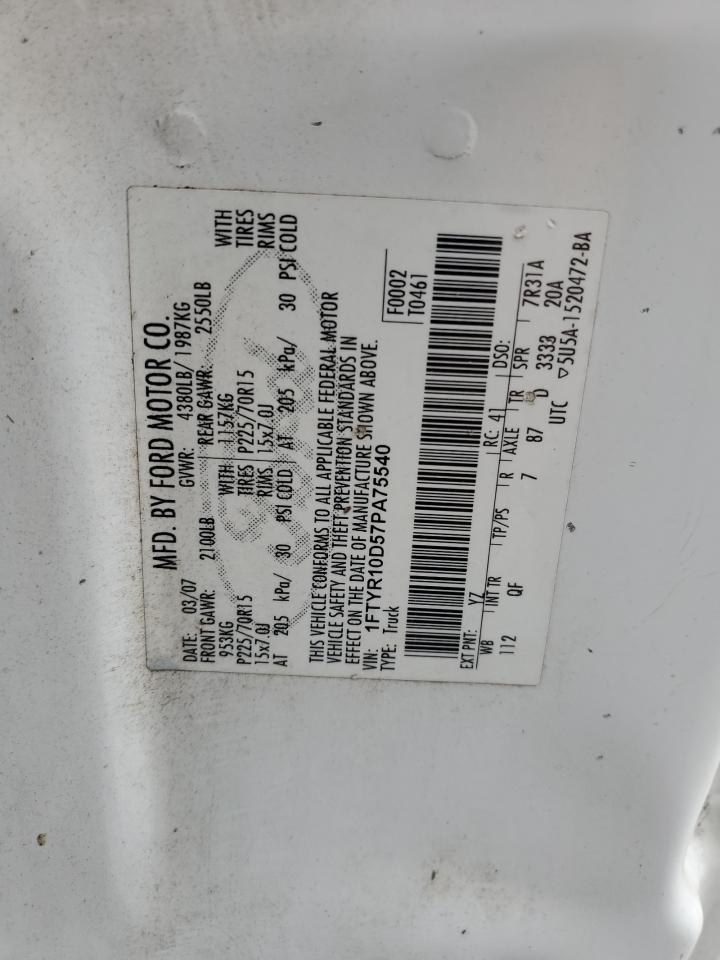 MFD. BY FORD MOTOR CO.
DATE: 03/07 GVWR: 4380LB/ 1987KG
FRONT GAWR: 2100LB REAR GAWR: 2550LB
953KG WITH 1157KG WITH
P225/70R15 TIRES P225/70R15 TIRES
15x7.0J RIMS 15x7.0J RIMS
AT 205 kPa/ 30 PSI COLD AT 205 kPa/ 30 PSI COLD
THIS VEHICLE CONFORMS TO ALL APPLICABLE FEDERAL MOTOR
VEHICLE SAFETY AND THEFT PREVENTION STANDARDS IN
EFFECT ON THE DATE OF MANUFACTURE SHOWN ABOVE.
VIN: 1FTYR10D57PA75540
TYPE: Truck
F0002
T0461
EXT PNT: YZ RC: 41 DSO:
WB INT TR TP/PS R AXLE TR SPR 7R31A
112 QF 7 87 D 3333 20A
UTC ▽5U5A-1520472-BA